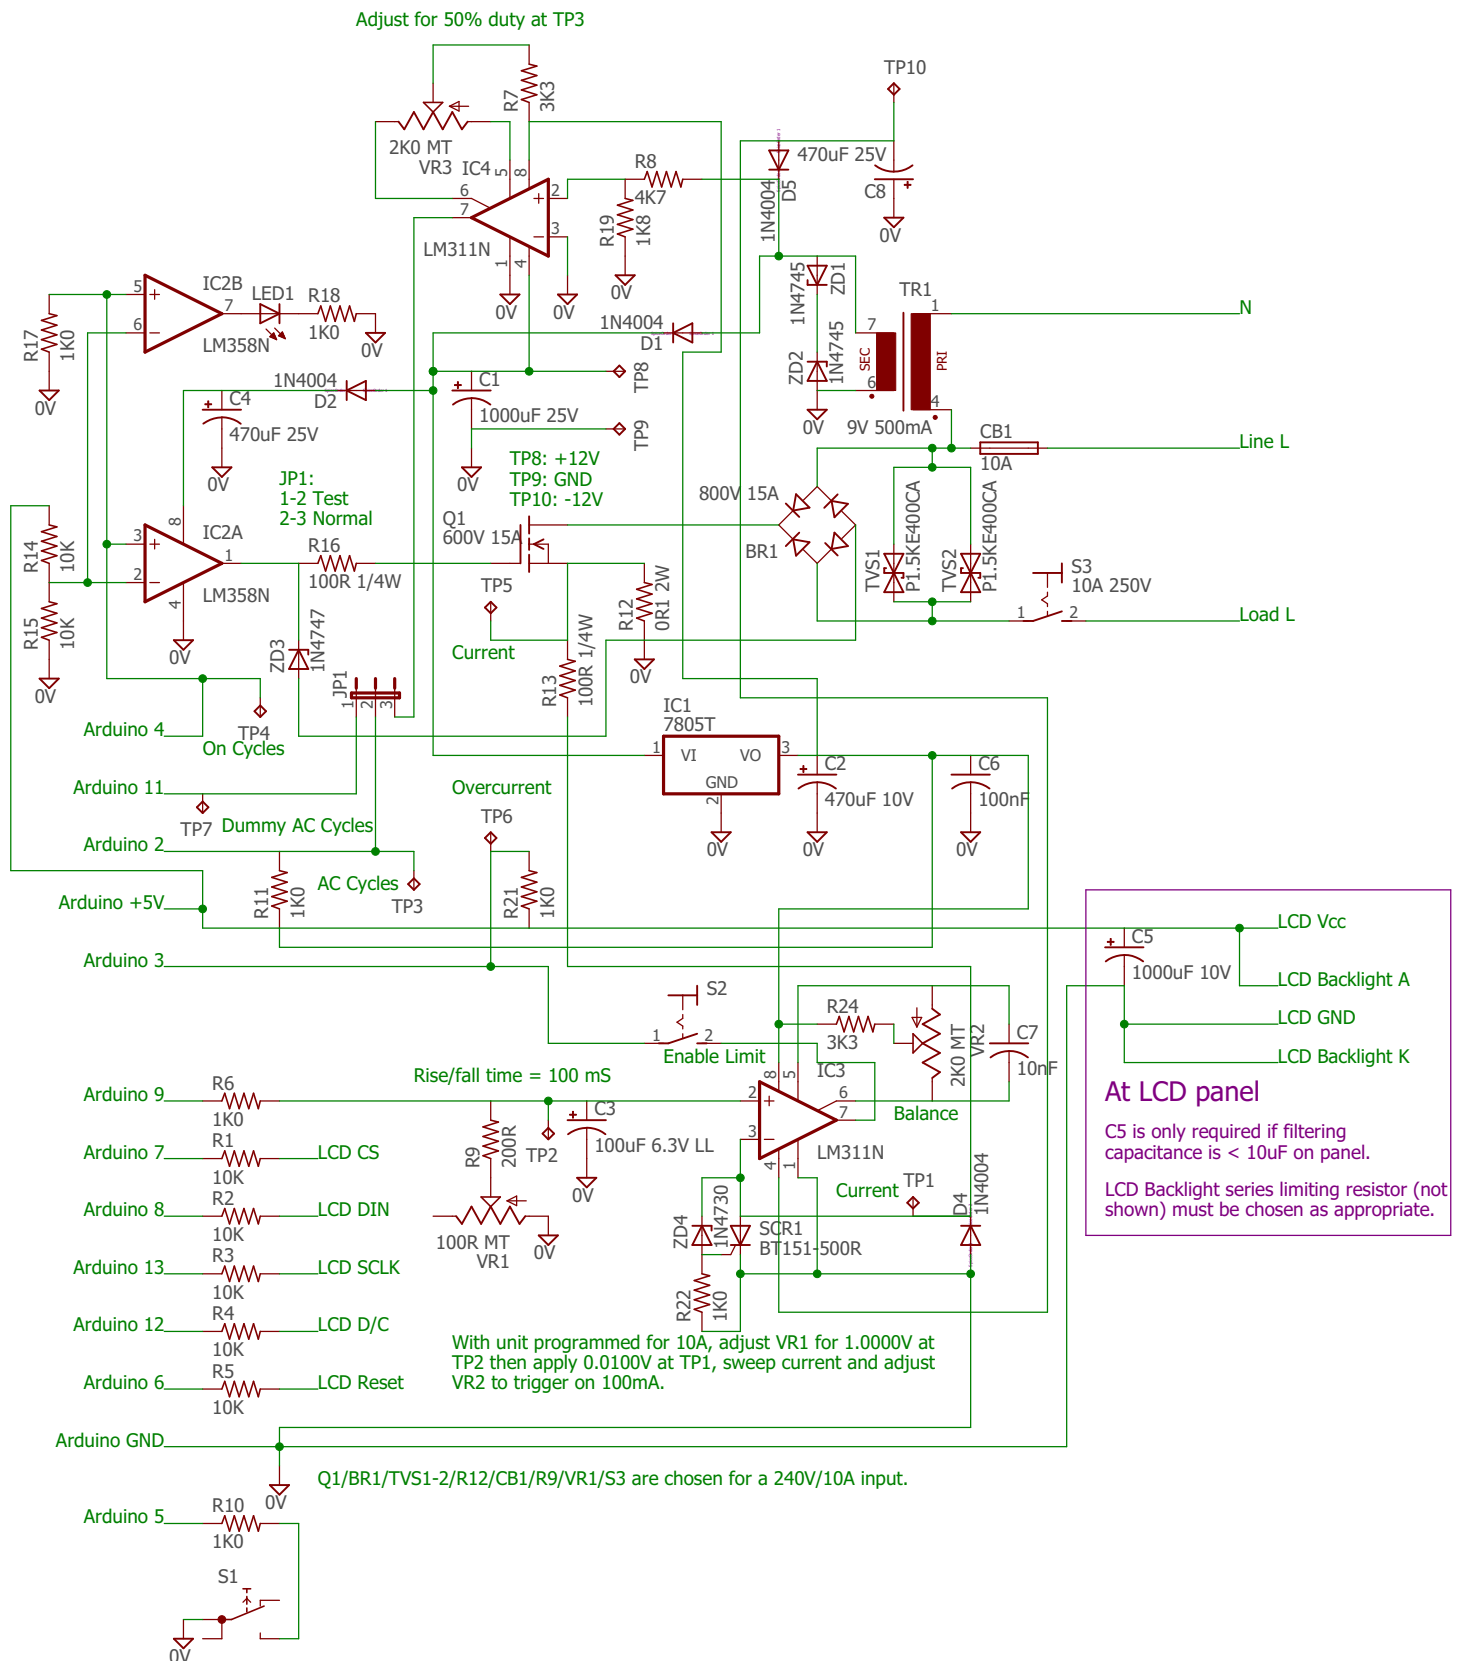 Adjust for 50% duty at TP3
TP10
R7
3K3
2K0 MT
VR3
IC4
5
8
6
7
2
3
1
4
LM311N
0V
0V
R8
4K7
R19
1K8
0V
1N4004
D5
470uF 25V
C8
0V
R17
1K0
0V
5
6
7
IC2B
LM358N
LED1
R18
1K0
0V
1N4004
D1
1N4745
ZD1
ZD2
1N4745
0V
TR1
7
6
SEC
PRI
1
4
9V 500mA
N
1N4004
D2
C4
470uF 25V
0V
C1
1000uF 25V
0V
TP8
TP9
TP8: +12V
TP9: GND
TP10: -12V
CB1
10A
Line L
JP1:
1-2 Test
2-3 Normal
800V 15A
BR1
TVS1
P1.5KE400CA
TVS2
P1.5KE400CA
S3
10A 250V
1
2
Load L
R14
10K
R15
10K
0V
3
2
8
4
1
IC2A
LM358N
0V
R16
100R 1/4W
Q1
600V 15A
TP5
Current
R12
0R1 2W
0V
R13
100R 1/4W
ZD3
1N4747
JP1
1
2
3
Arduino 4
TP4
On Cycles
IC1
7805T
1
VI
VO
3
GND
2
0V
C2
470uF 10V
0V
C6
100nF
0V
Arduino 11
TP7
Dummy AC Cycles
Overcurrent
TP6
Arduino 2
R11
1K0
AC Cycles
TP3
R21
1K0
Arduino +5V
Arduino 3
LCD Vcc
C5
1000uF 10V
LCD Backlight A
LCD GND
LCD Backlight K
At LCD panel
C5 is only required if filtering
capacitance is < 10uF on panel.
LCD Backlight series limiting resistor (not
shown) must be chosen as appropriate.
S2
1
2
Enable Limit
R24
3K3
2K0 MT
VR2
C7
10nF
IC3
8
5
2
3
6
7
4
1
LM311N
Balance
Rise/fall time = 100 mS
Arduino 9
R6
1K0
R9
200R
TP2
C3
100uF 6.3V LL
0V
100R MT
VR1
0V
Arduino 7
R1
10K
LCD CS
Arduino 8
R2
10K
LCD DIN
Arduino 13
R3
10K
LCD SCLK
Arduino 12
R4
10K
LCD D/C
Arduino 6
R5
10K
LCD Reset
Current
TP1
D4
1N4004
ZD4
1N4730
SCR1
BT151-500R
R22
1K0
With unit programmed for 10A, adjust VR1 for 1.0000V at
TP2 then apply 0.0100V at TP1, sweep current and adjust
VR2 to trigger on 100mA.
Arduino GND
0V
Q1/BR1/TVS1-2/R12/CB1/R9/VR1/S3 are chosen for a 240V/10A input.
Arduino 5
R10
1K0
S1
0V